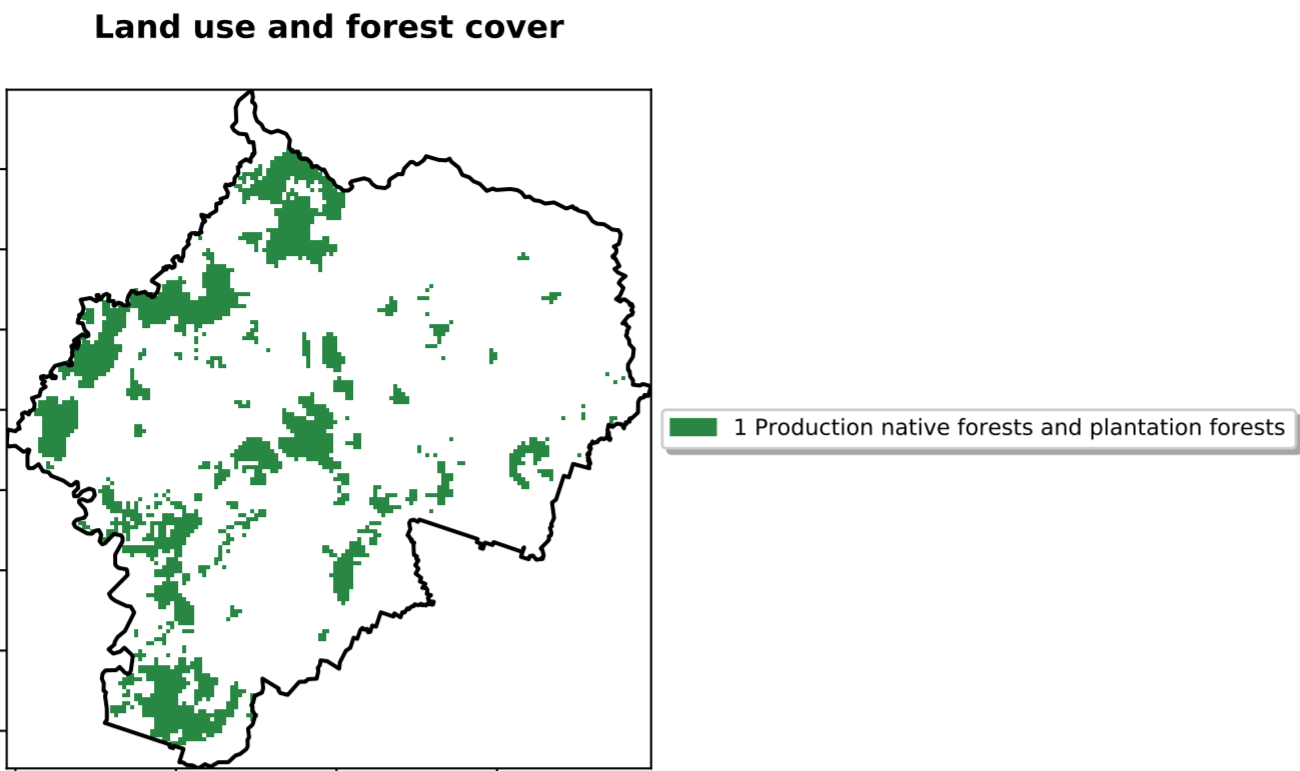 Land use and forest cover
1 Production native forests and plantation forests